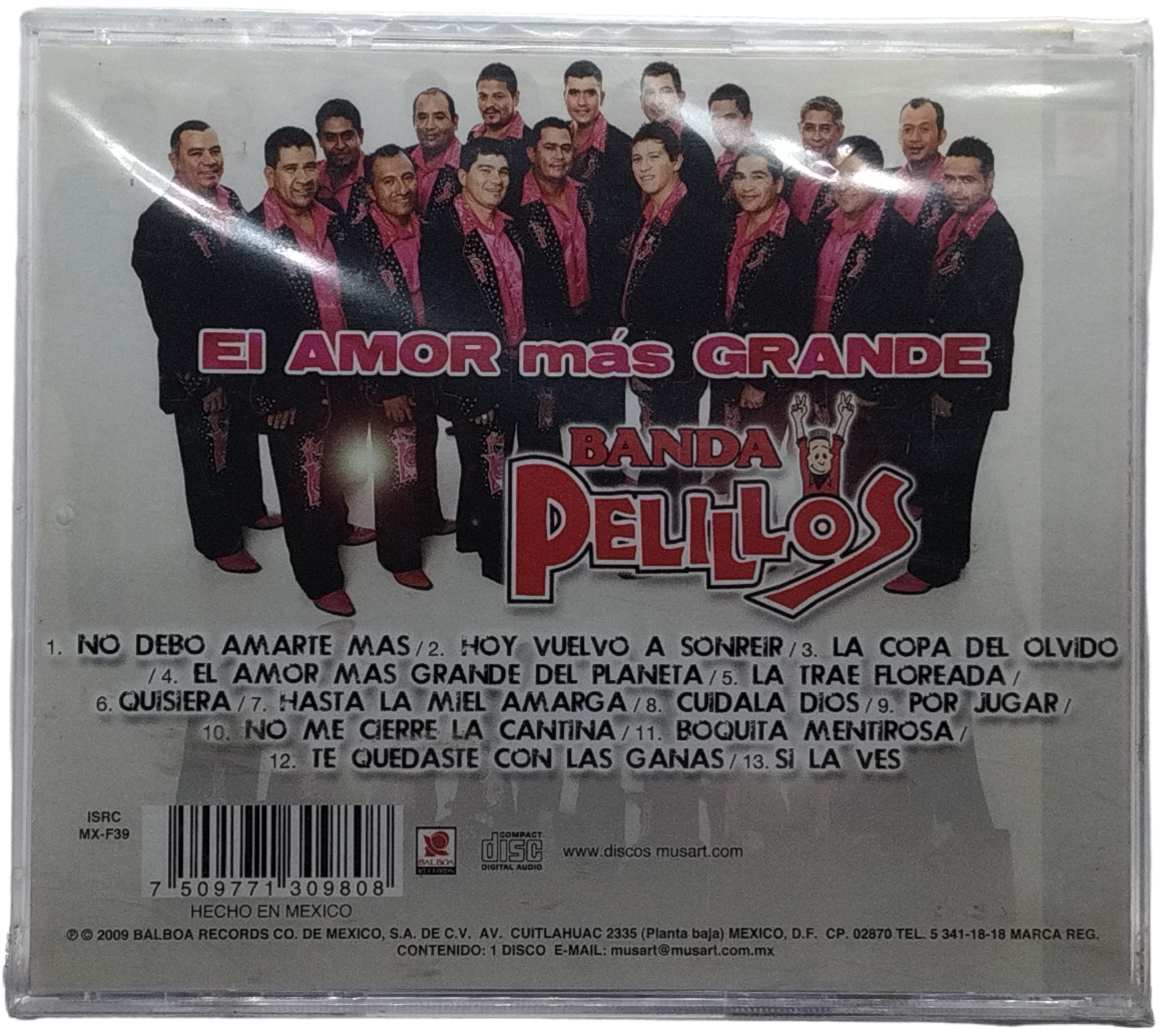 El AMOR más GRANDE
BANDA
PELILLOS
1. NO DEBO AMARTE MAS / 2. HOY VUELVO A SONREIR / 3. LA COPA DEL OLVIDO
/ 4. EL AMOR MAS GRANDE DEL PLANETA / 5. LA TRAE FLOREADA /
6. QUISIERA / 7. HASTA LA MIEL AMARGA / 8. CUIDALA DIOS / 9. POR JUGAR /
10. NO ME CIERRE LA CANTINA / 11. BOQUITA MENTIROSA /
12. TE QUEDASTE CON LAS GANAS / 13. SI LA VES
ISRC
MX-F39
7 509771 309808
HECHO EN MEXICO
BALBOA
RECORDS
COMPACT
disc
DIGITAL AUDIO
www.discos musart.com
℗ © 2009 BALBOA RECORDS CO. DE MEXICO, S.A. DE C.V. AV. CUITLAHUAC 2335 (Planta baja) MEXICO, D.F. CP. 02870 TEL. 5 341-18-18 MARCA REG.
CONTENIDO: 1 DISCO E-MAIL: musart@musart.com.mx